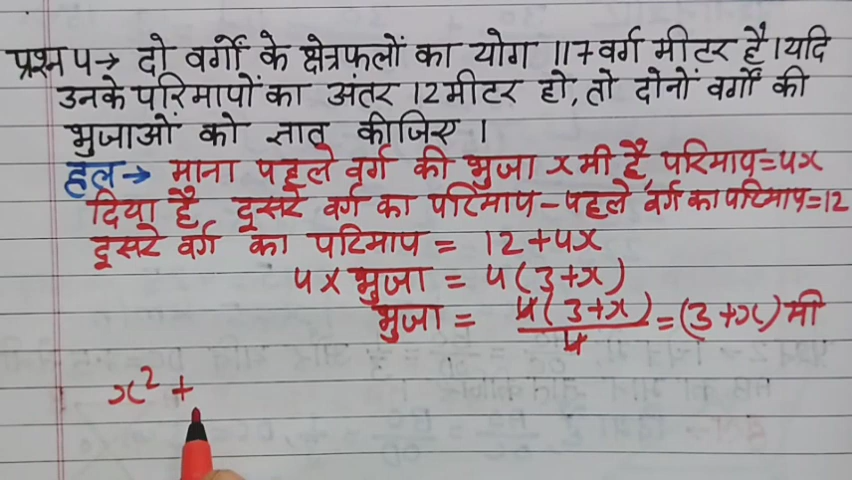 प्रश्न 4→ दो वर्गों के क्षेत्रफलों का योग 117 वर्ग मीटर है। यदि
उनके परिमापों का अंतर 12 मीटर हो, तो दोनों वर्गों की
भुजाओं को ज्ञात कीजिए।
हल→ माना पहले वर्ग की भुजा x मी है, परिमाप=4x
दिया है, दूसरे वर्ग का परिमाप-पहले वर्ग का परिमाप=12
दूसरे वर्ग का परिमाप = 12+4x
4 x भुजा = 4(3+x)
भुजा = 4(3+x)/4 = (3+x) मी
x² +